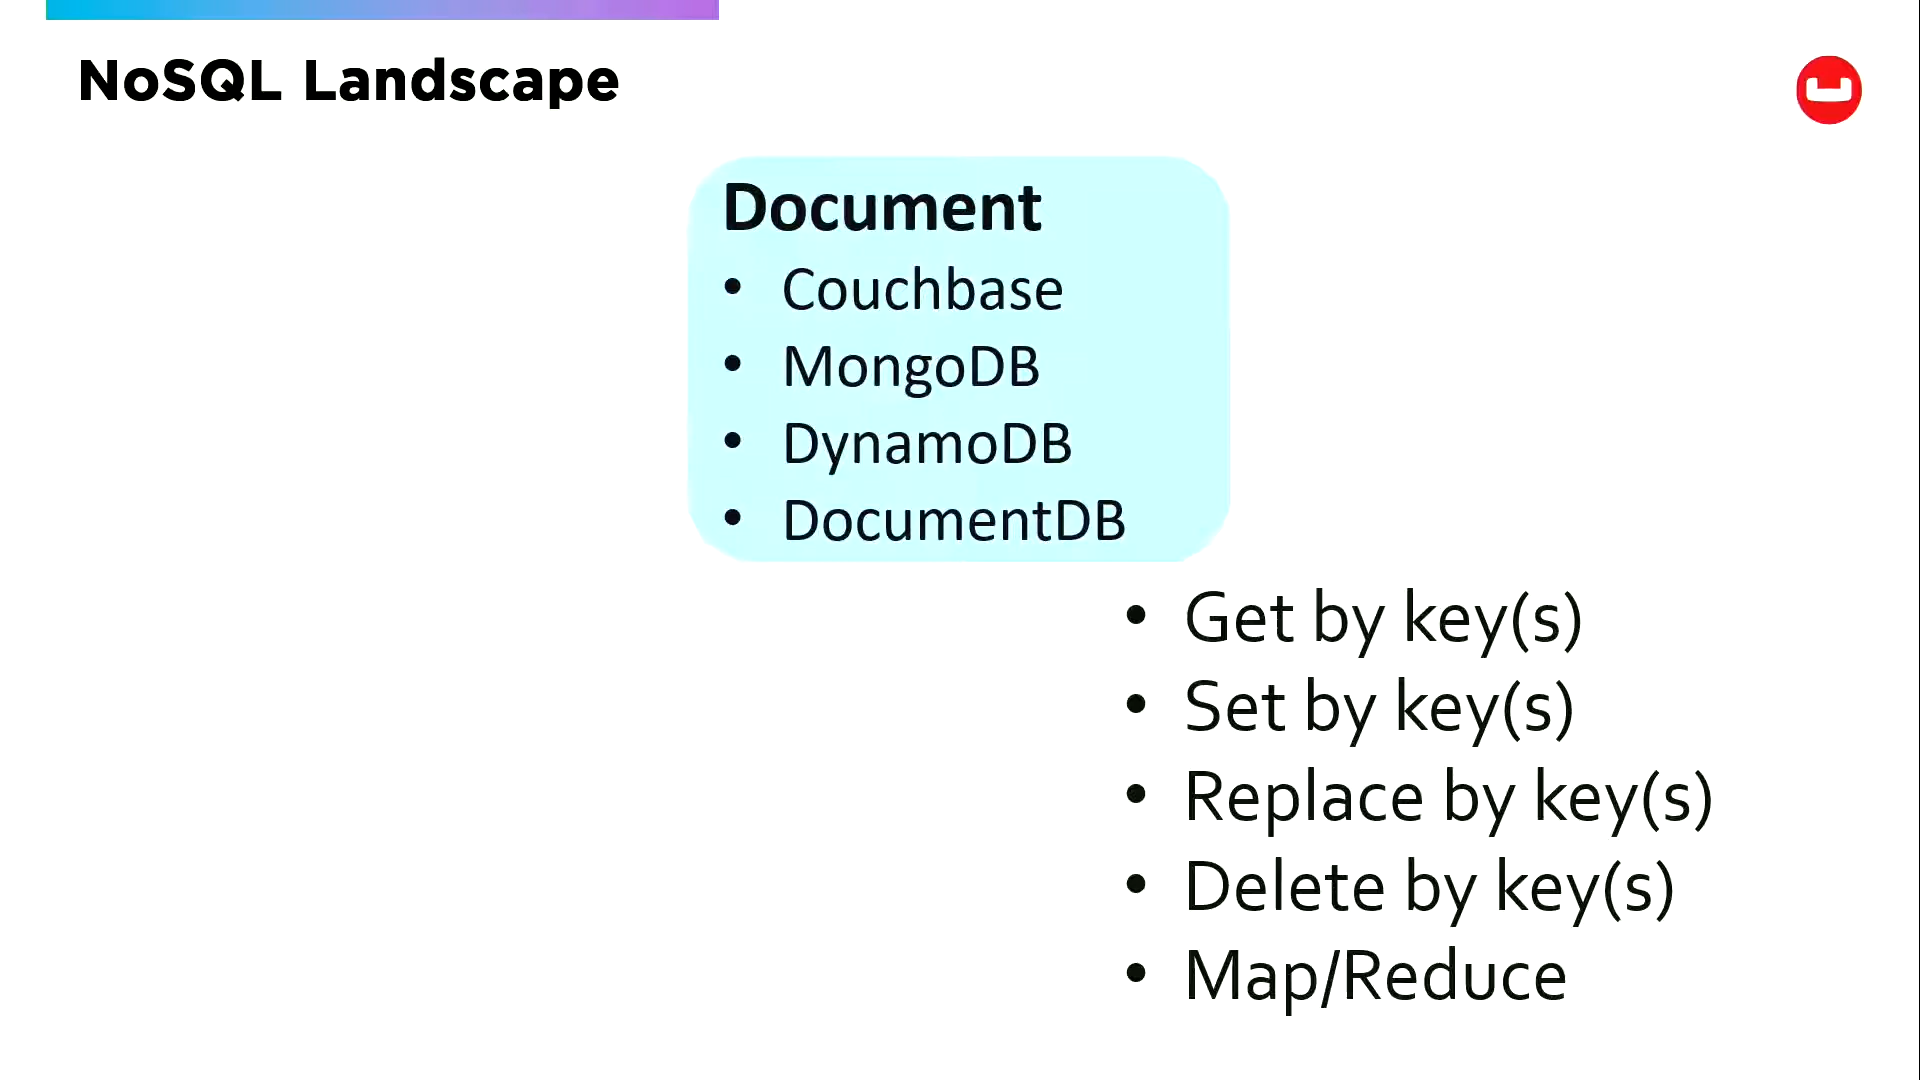 NoSQL Landscape
Document
• Couchbase
• MongoDB
• DynamoDB
• DocumentDB
• Get by key(s)
• Set by key(s)
• Replace by key(s)
• Delete by key(s)
• Map/Reduce